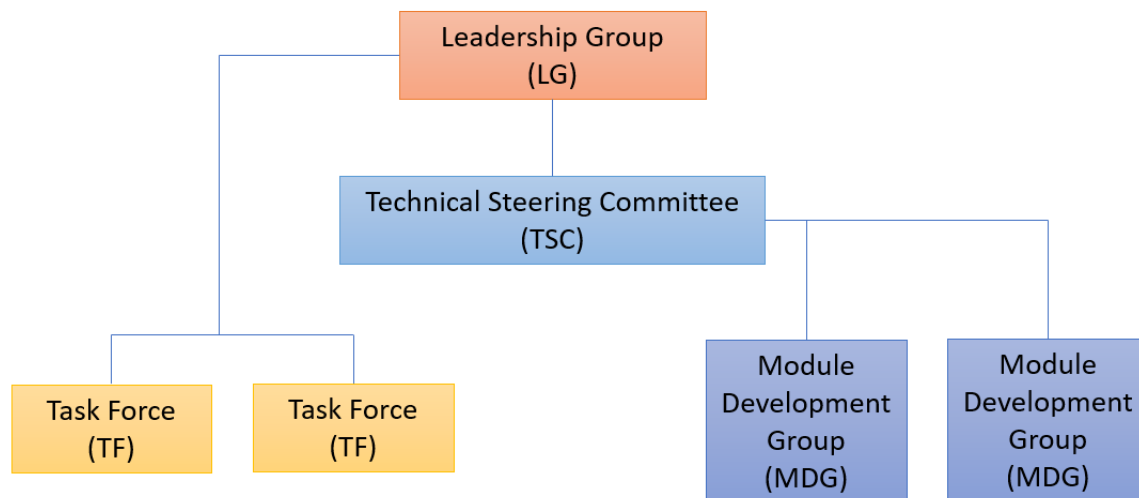 Leadership Group
(LG)
Technical Steering Committee
(TSC)
Task Force
(TF)
Task Force
(TF)
Module
Development
Group
(MDG)
Module
Development
Group
(MDG)